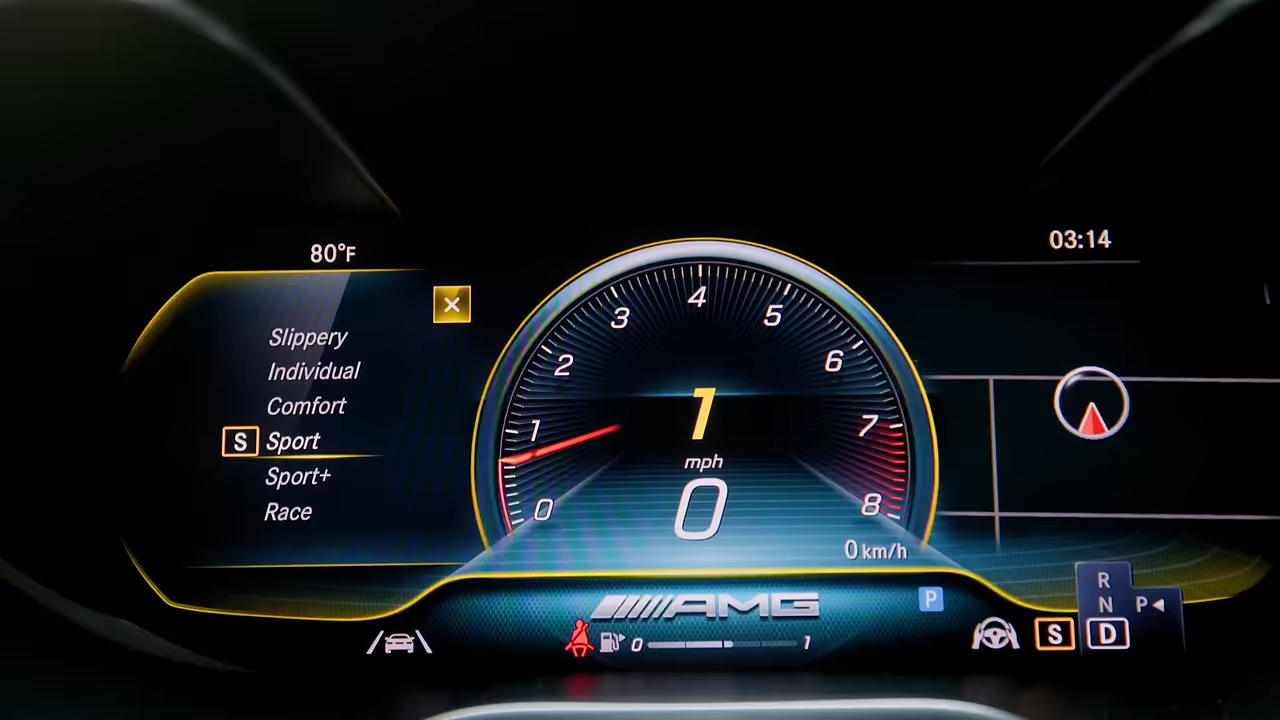 80°F
03:14
Slippery
Individual
Comfort
S Sport
Sport+
Race
0
1
2
3
4
5
6
7
8
1
mph
0
0 km/h
AMG
P
0
1
R
N
P
S
D